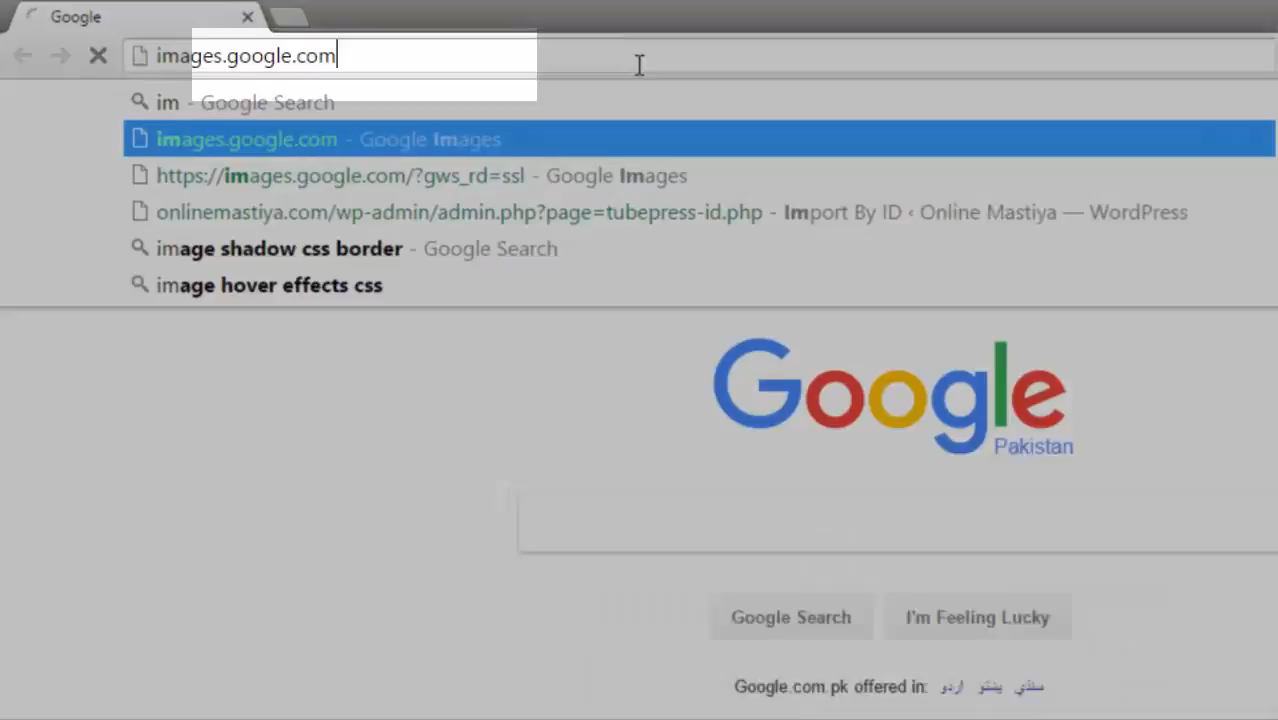 Google
images.google.com
im - Google Search
images.google.com - Google Images
https://images.google.com/?gws_rd=ssl - Google Images
onlinemastiya.com/wp-admin/admin.php?page=tubepress-id.php - Import By ID ‹ Online Mastiya — WordPress
image shadow css border - Google Search
image hover effects css
Google
Pakistan
Google Search I'm Feeling Lucky
Google.com.pk offered in: اردو پښتو سنڌي